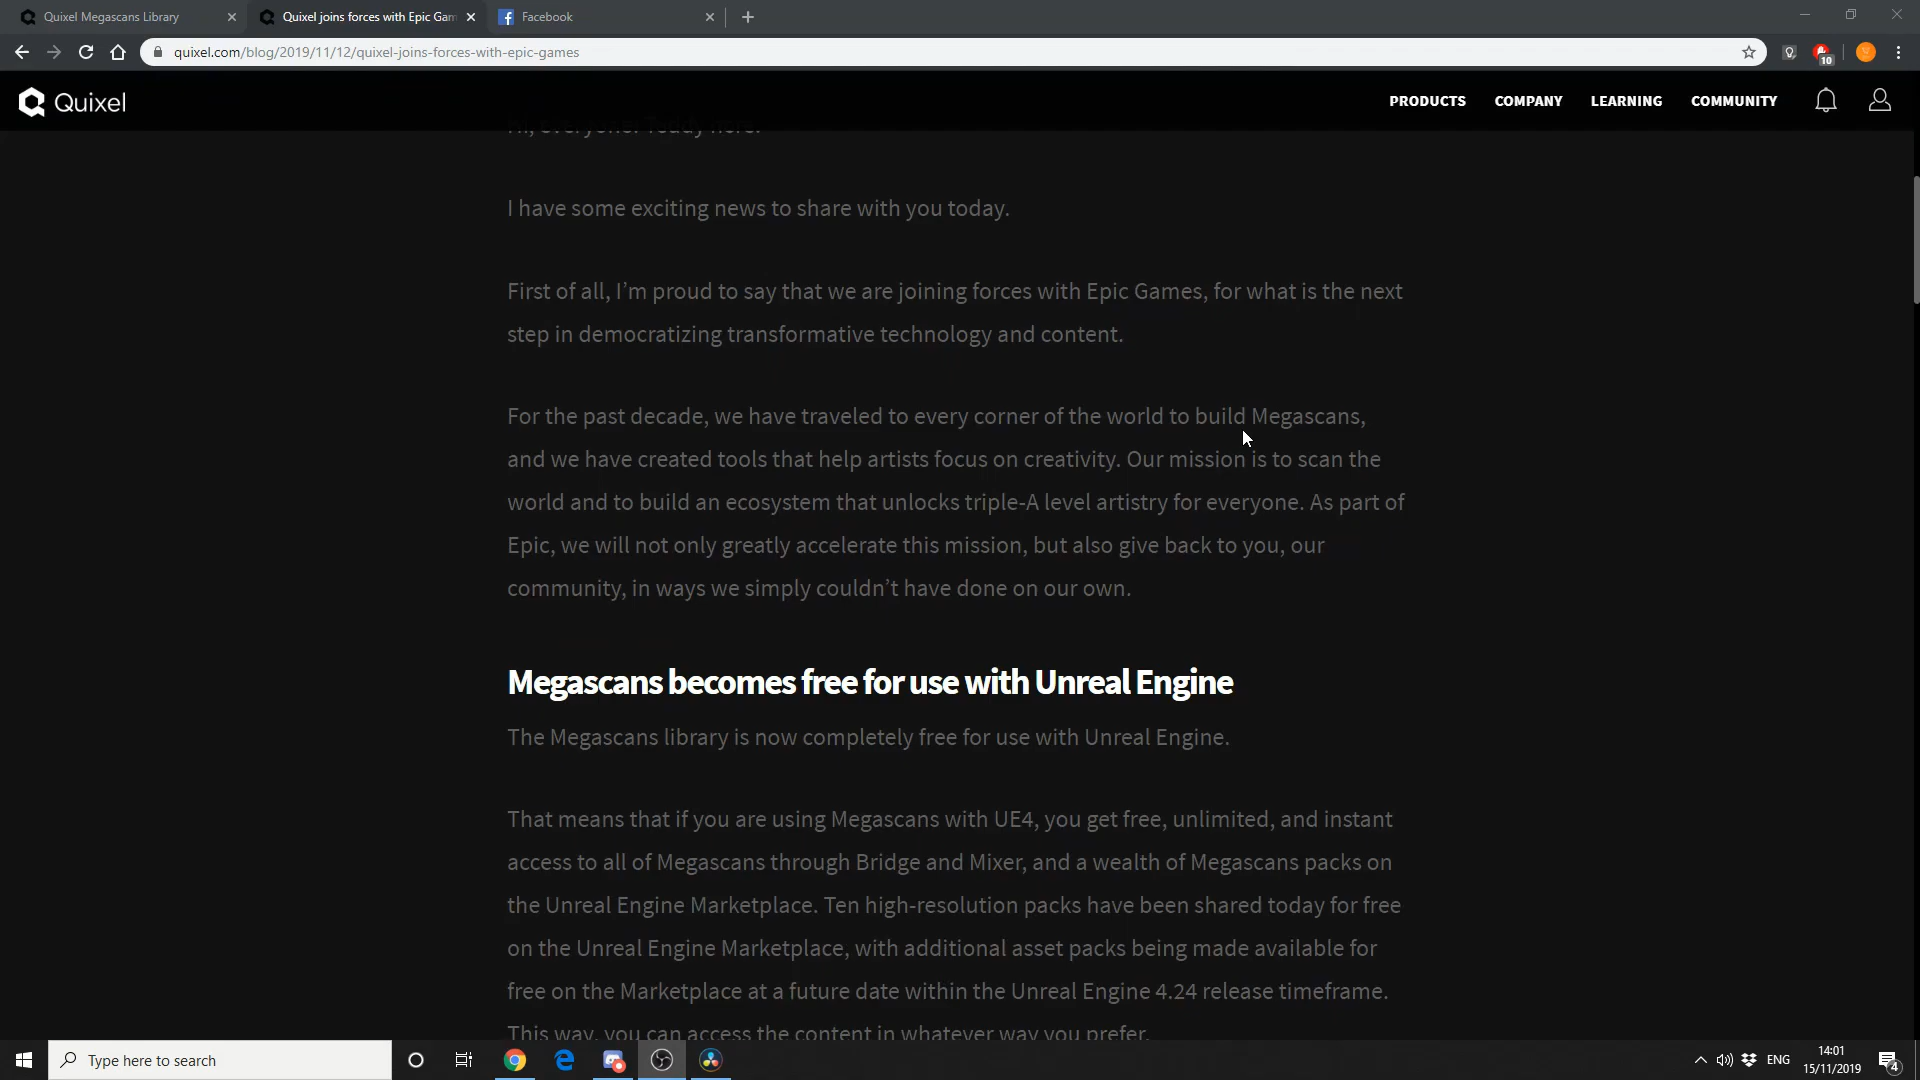 Quixel Megascans Library
Quixel joins forces with Epic Gam
Facebook
quixel.com/blog/2019/11/12/quixel-joins-forces-with-epic-games
10
Quixel
PRODUCTS
COMPANY
LEARNING
COMMUNITY
Hi, everyone! Teddy here.
I have some exciting news to share with you today.
First of all, I’m proud to say that we are joining forces with Epic Games, for what is the next
step in democratizing transformative technology and content.
For the past decade, we have traveled to every corner of the world to build Megascans,
and we have created tools that help artists focus on creativity. Our mission is to scan the
world and to build an ecosystem that unlocks triple-A level artistry for everyone. As part of
Epic, we will not only greatly accelerate this mission, but also give back to you, our
community, in ways we simply couldn’t have done on our own.
Megascans becomes free for use with Unreal Engine
The Megascans library is now completely free for use with Unreal Engine.
That means that if you are using Megascans with UE4, you get free, unlimited, and instant
access to all of Megascans through Bridge and Mixer, and a wealth of Megascans packs on
the Unreal Engine Marketplace. Ten high-resolution packs have been shared today for free
on the Unreal Engine Marketplace, with additional asset packs being made available for
free on the Marketplace at a future date within the Unreal Engine 4.24 release timeframe.
This way, you can access the content in whatever way you prefer.
Type here to search
ENG
14:01
15/11/2019
4